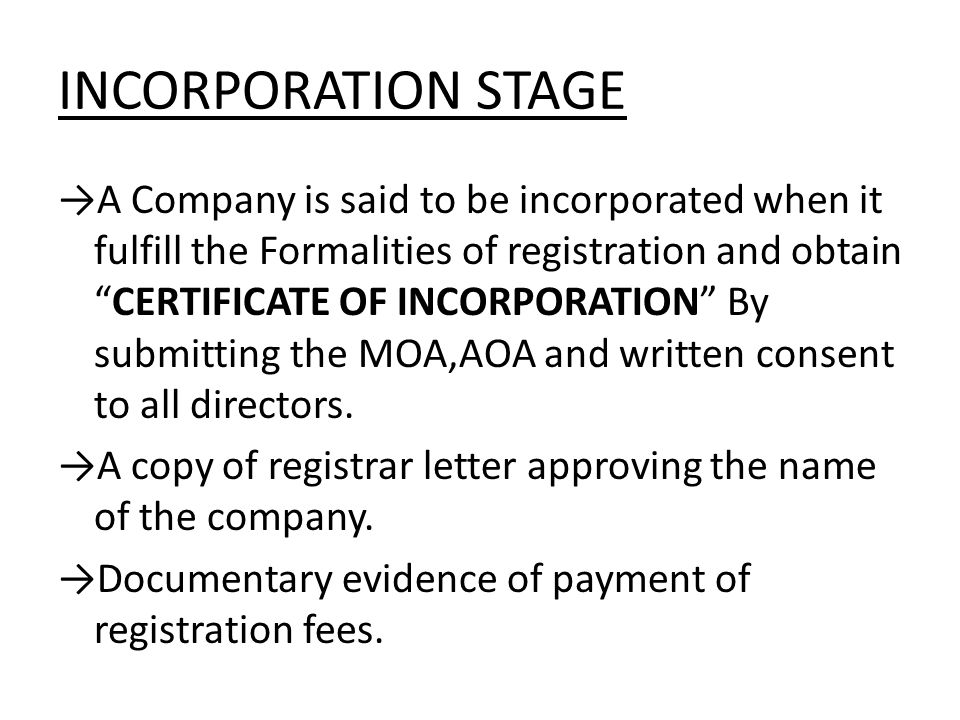 INCORPORATION STAGE
→A Company is said to be incorporated when it
fulfill the Formalities of registration and obtain
“CERTIFICATE OF INCORPORATION” By
submitting the MOA,AOA and written consent
to all directors.
→A copy of registrar letter approving the name
of the company.
→Documentary evidence of payment of
registration fees.